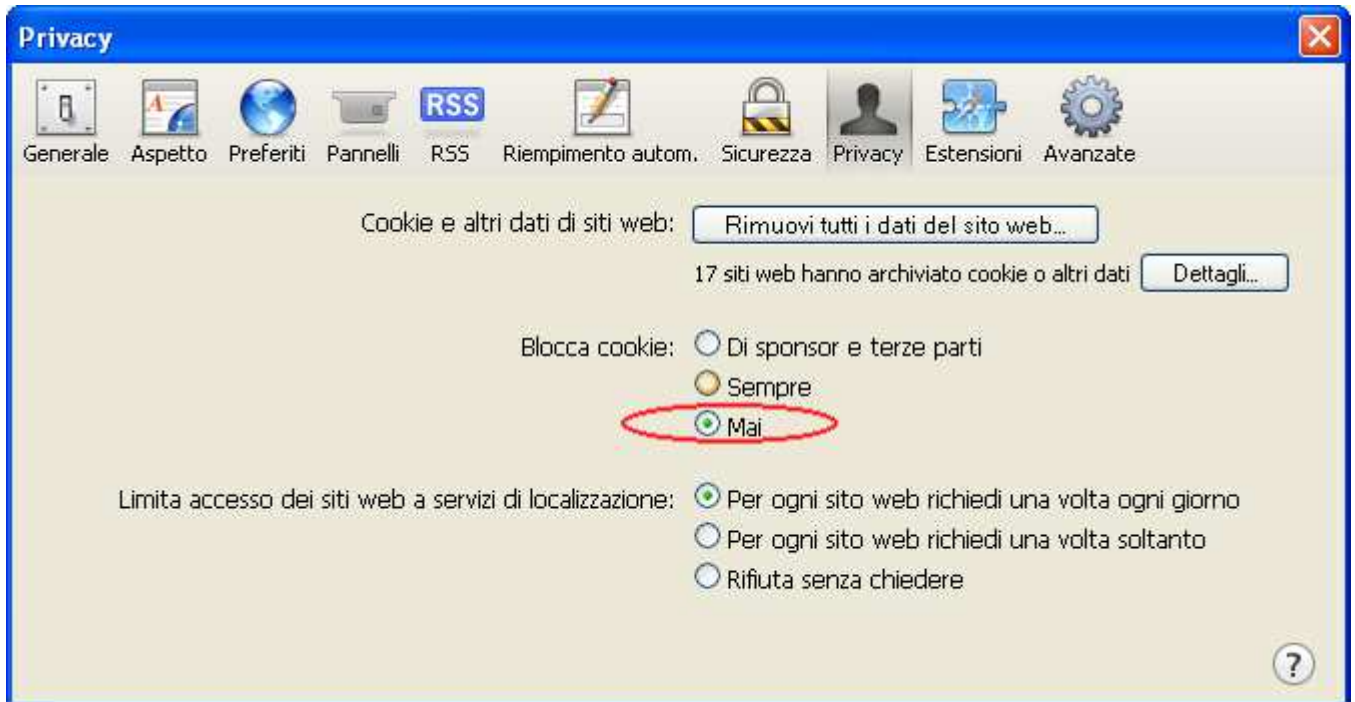 Privacy
RSS
Generale Aspetto Preferiti Pannelli RSS Riempimento autom. Sicurezza Privacy Estensioni Avanzate
Cookie e altri dati di siti web: Rimuovi tutti i dati del sito web...
17 siti web hanno archiviato cookie o altri dati Dettagli...
Blocca cookie: Di sponsor e terze parti
Sempre
Mai
Limita accesso dei siti web a servizi di localizzazione: Per ogni sito web richiedi una volta ogni giorno
Per ogni sito web richiedi una volta soltanto
Rifiuta senza chiedere
?